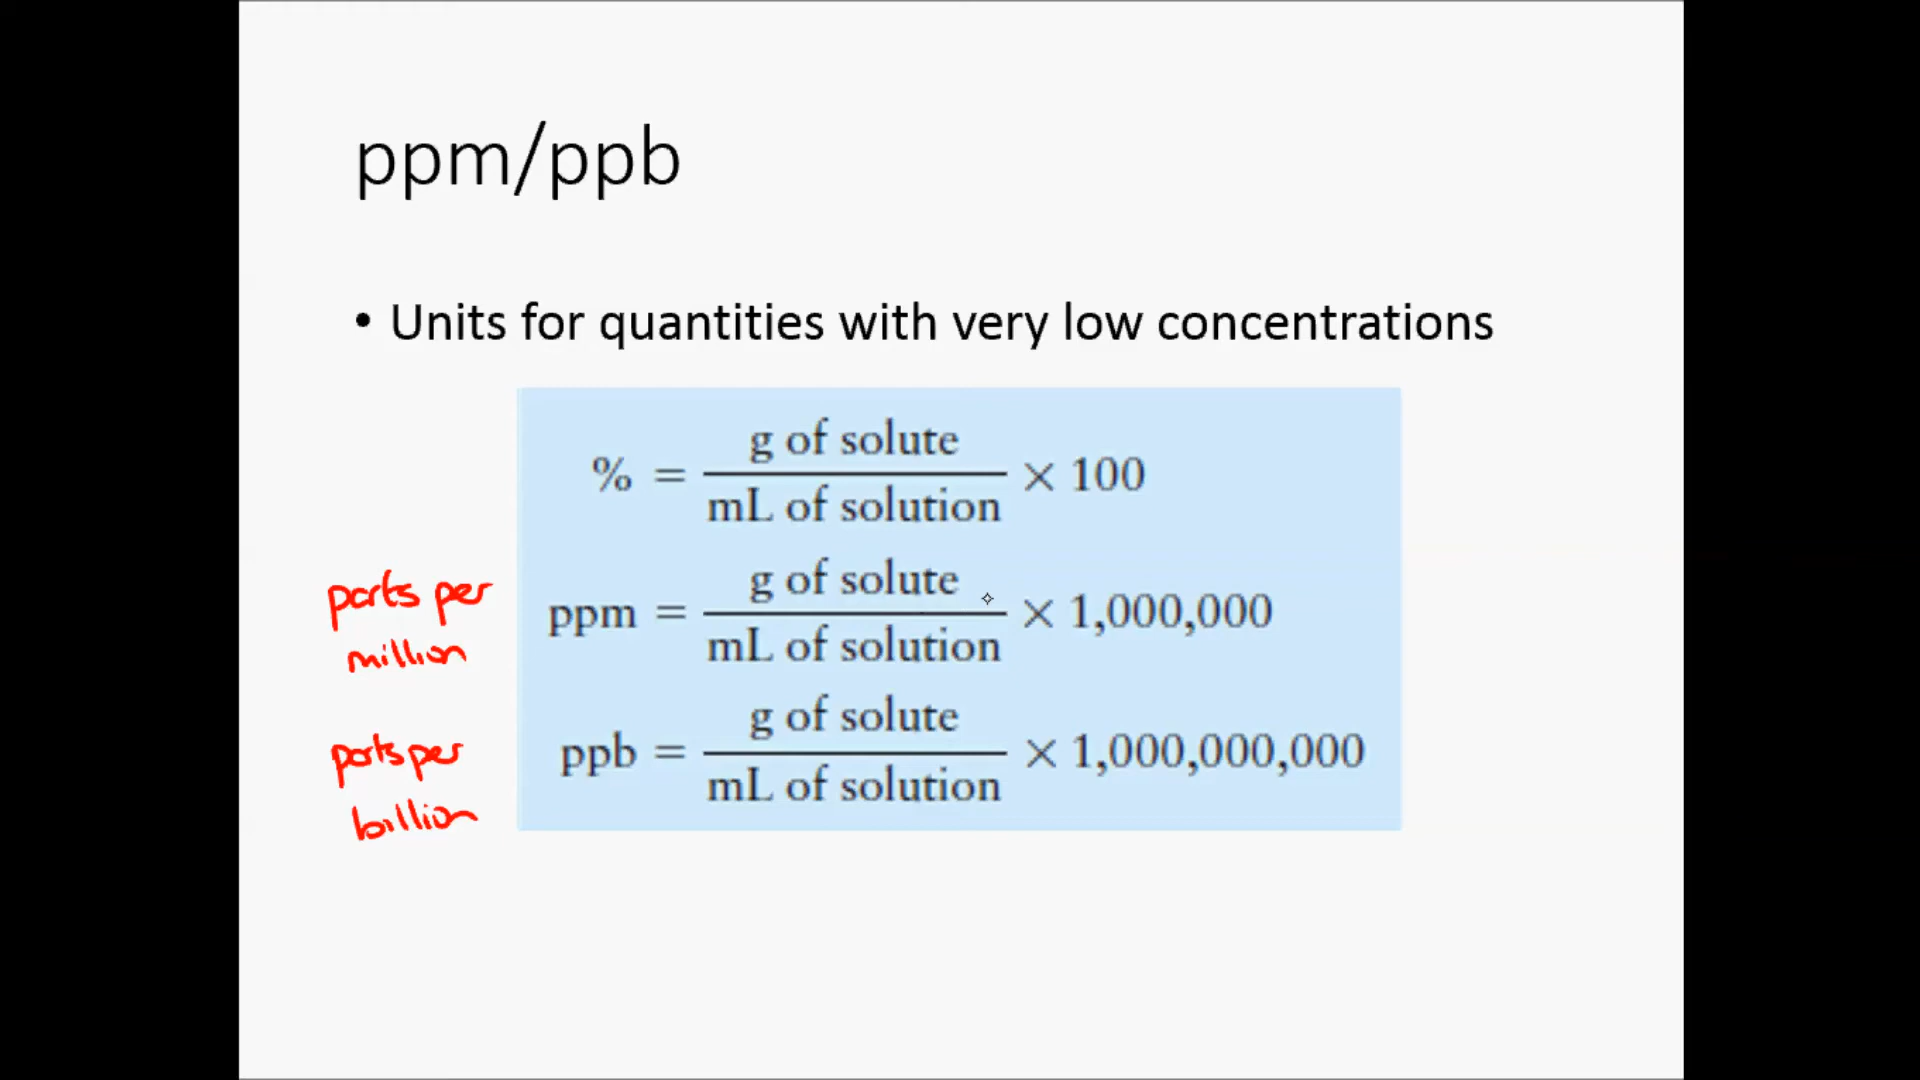 ppm/ppb
• Units for quantities with very low concentrations
% = g of solute / mL of solution × 100
parts per
million
ppm = g of solute / mL of solution × 1,000,000
parts per
billion
ppb = g of solute / mL of solution × 1,000,000,000